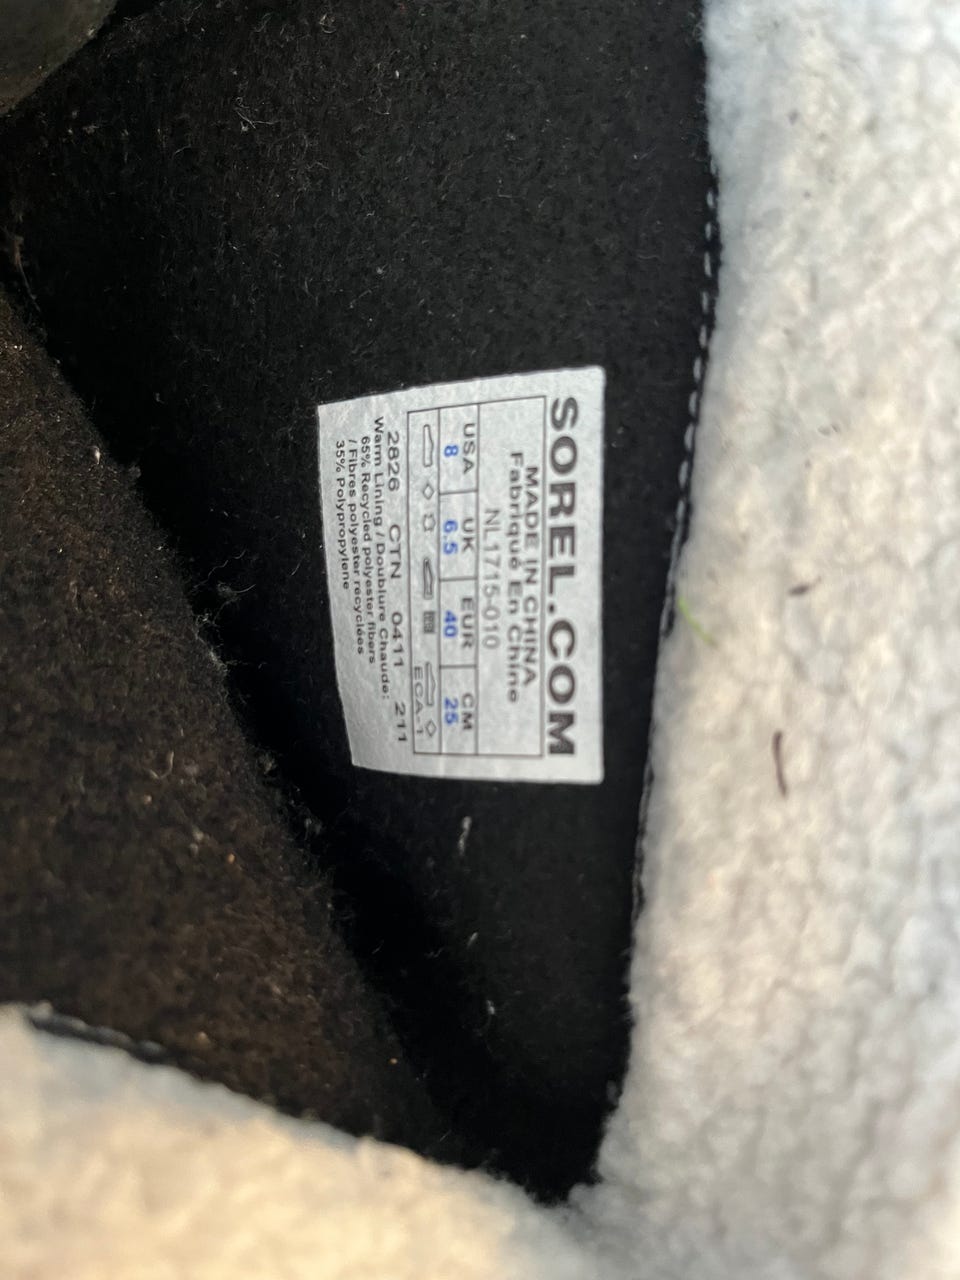 SOREL.COM
MADE IN CHINA
Fabriqué En Chine
NL1715-010
USA UK EUR CM
8 6.5 40 25
ECA-1
2826 CTN 0411 211
Warm Lining / Doublure Chaude:
65% Recycled polyester fibers
/ Fibres polyester recyclées
35% Polypropylene